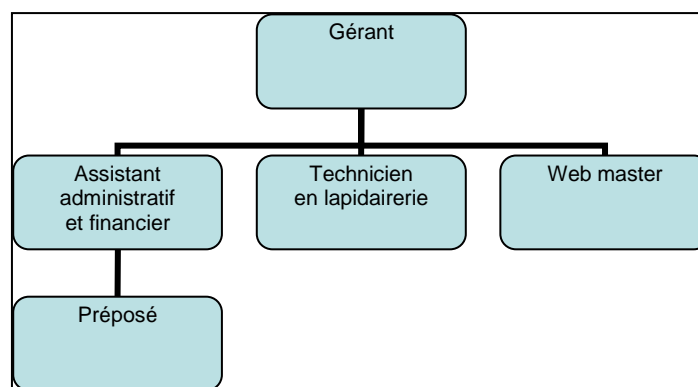 Gérant
Assistant
administratif
et financier
Technicien
en lapidairerie
Web master
Préposé